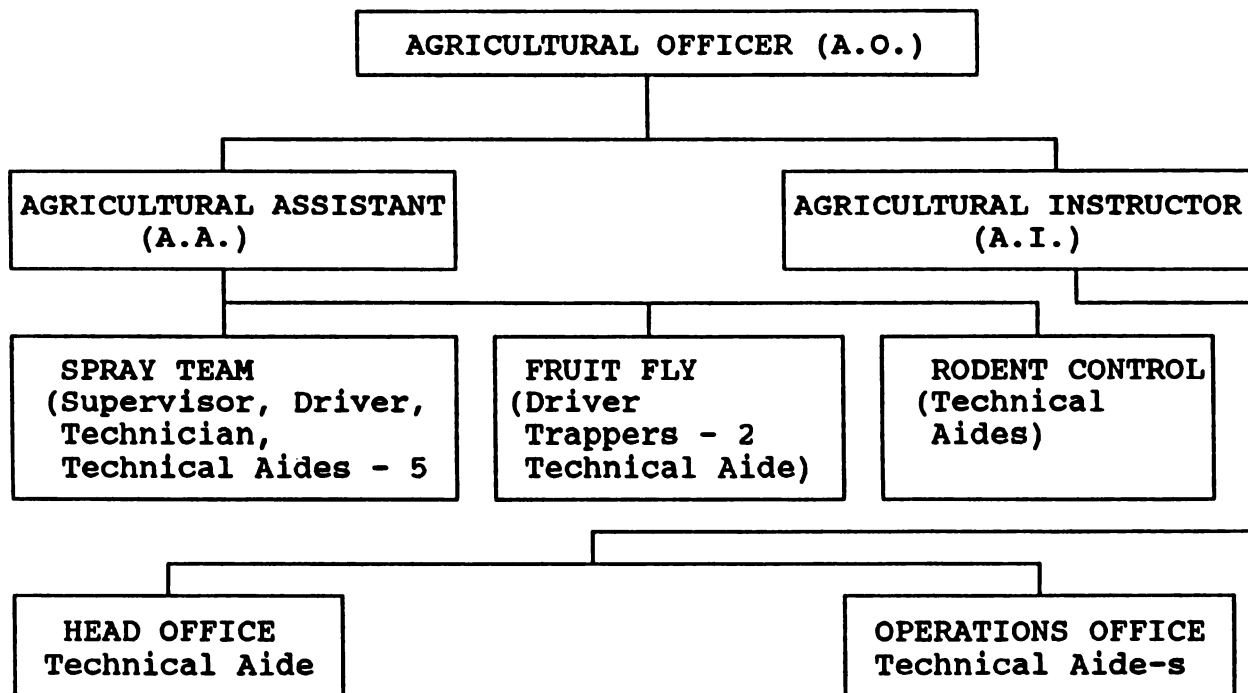 AGRICULTURAL OFFICER (A.O.)
AGRICULTURAL ASSISTANT
(A.A.)
AGRICULTURAL INSTRUCTOR
(A.I.)
SPRAY TEAM
(Supervisor, Driver,
Technician,
Technical Aides - 5
FRUIT FLY
(Driver
Trappers - 2
Technical Aide)
RODENT CONTROL
(Technical
Aides)
HEAD OFFICE
Technical Aide
OPERATIONS OFFICE
Technical Aide-s